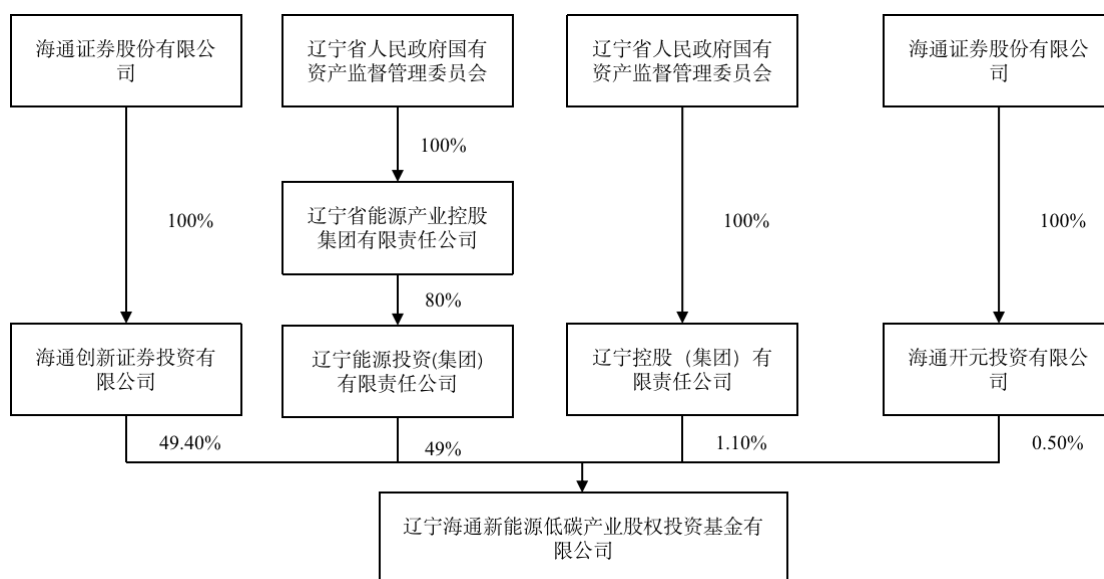 海通证券股份有限公
司
辽宁省人民政府国有
资产监督管理委员会
辽宁省人民政府国有
资产监督管理委员会
海通证券股份有限公
司
100%
辽宁省能源产业控股
集团有限责任公司
100%
100%
100%
80%
海通创新证券投资有
限公司
辽宁能源投资(集团)
有限责任公司
辽宁控股（集团）有
限责任公司
海通开元投资有限公
司
49.40%
49%
1.10%
0.50%
辽宁海通新能源低碳产业股权投资基金有
限公司